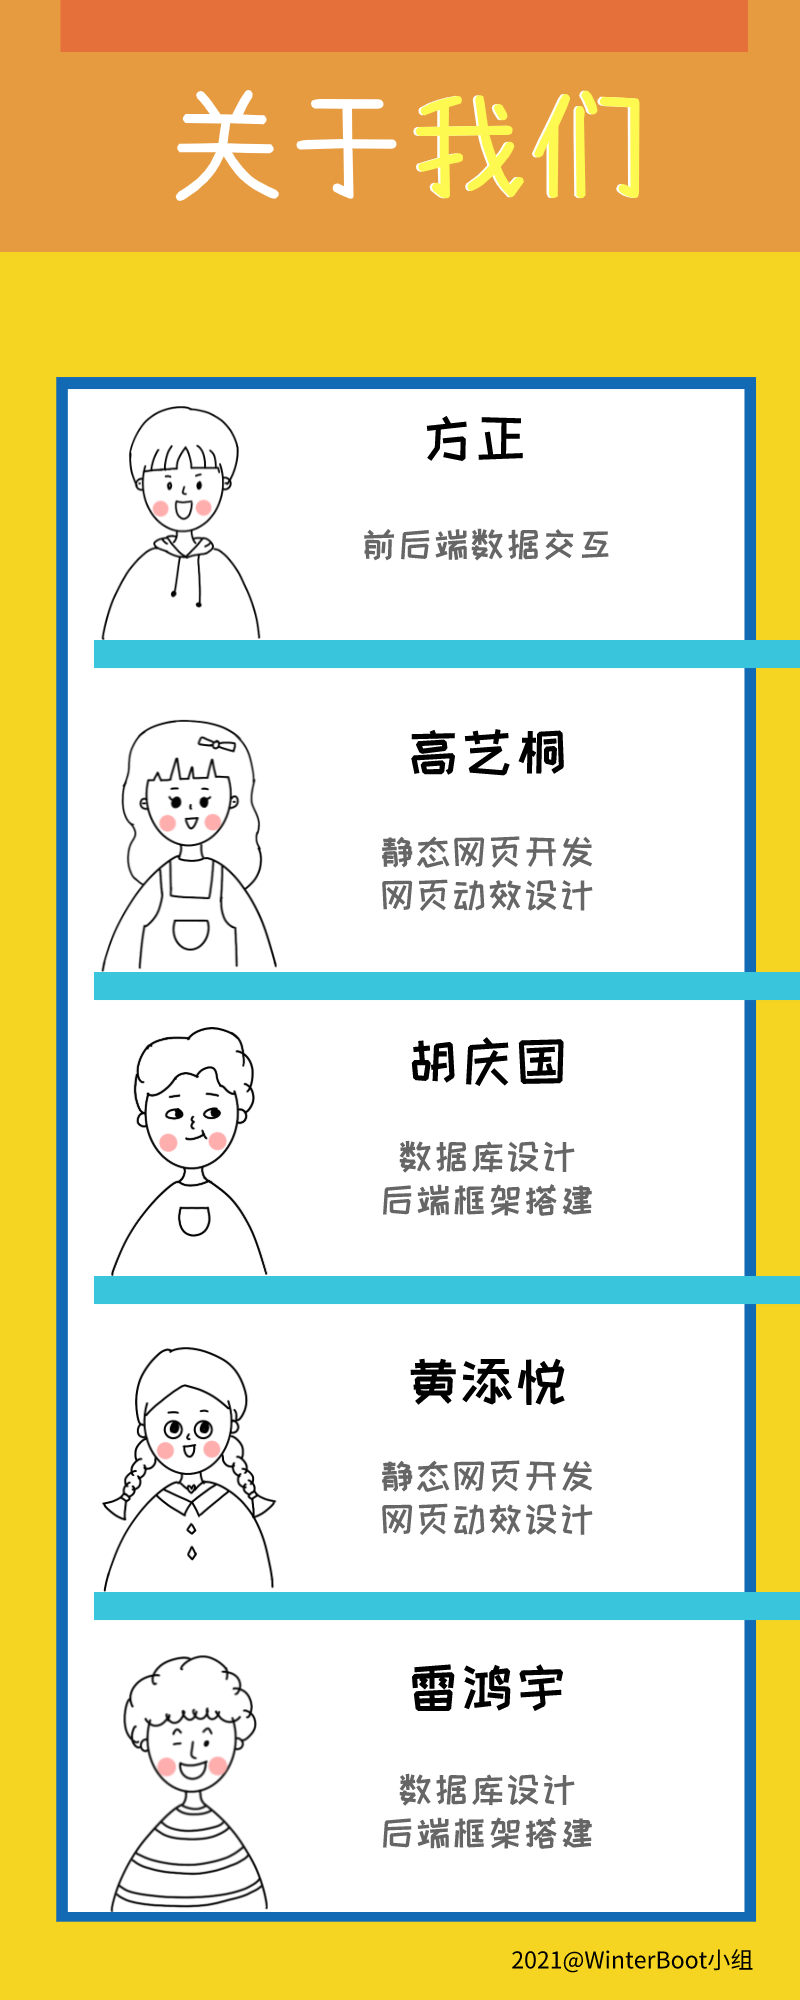 关于我们
方正
前后端数据交互
高艺桐
静态网页开发
网页动效设计
胡庆国
数据库设计
后端框架搭建
黄添悦
静态网页开发
网页动效设计
雷鸿宇
数据库设计
后端框架搭建
2021@WinterBoot小组